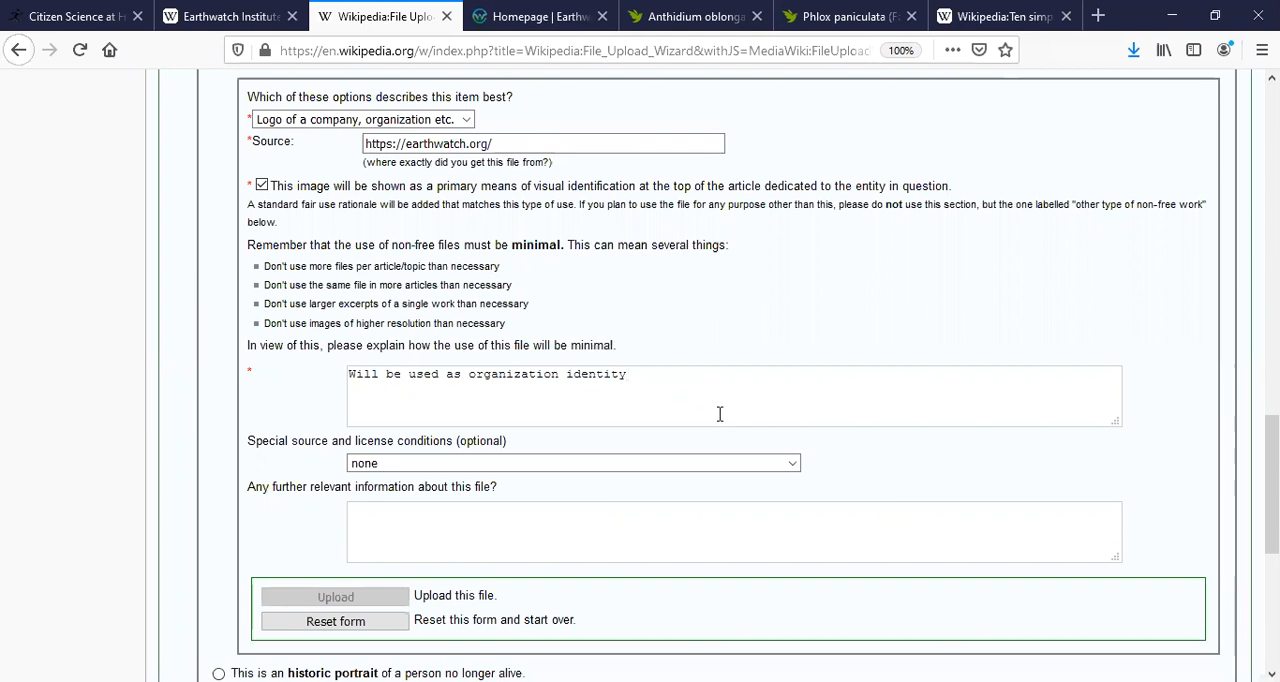 Citizen Science at H
Earthwatch Institute
Wikipedia:File Uplo
Homepage | Earthw
Anthidium oblonga
Phlox paniculata (F
Wikipedia:Ten simp
https://en.wikipedia.org/w/index.php?title=Wikipedia:File_Upload_Wizard&withJS=MediaWiki:FileUpload
100%
Which of these options describes this item best?
* Logo of a company, organization etc.
*Source: https://earthwatch.org/
(where exactly did you get this file from?)
* This image will be shown as a primary means of visual identification at the top of the article dedicated to the entity in question.
A standard fair use rationale will be added that matches this type of use. If you plan to use the file for any purpose other than this, please do not use this section, but the one labelled "other type of non-free work"
below.
Remember that the use of non-free files must be minimal. This can mean several things:
Don't use more files per article/topic than necessary
Don't use the same file in more articles than necessary
Don't use larger excerpts of a single work than necessary
Don't use images of higher resolution than necessary
In view of this, please explain how the use of this file will be minimal.
*
Will be used as organization identity
Special source and license conditions (optional)
none
Any further relevant information about this file?
Upload Upload this file.
Reset form Reset this form and start over.
This is an historic portrait of a person no longer alive.